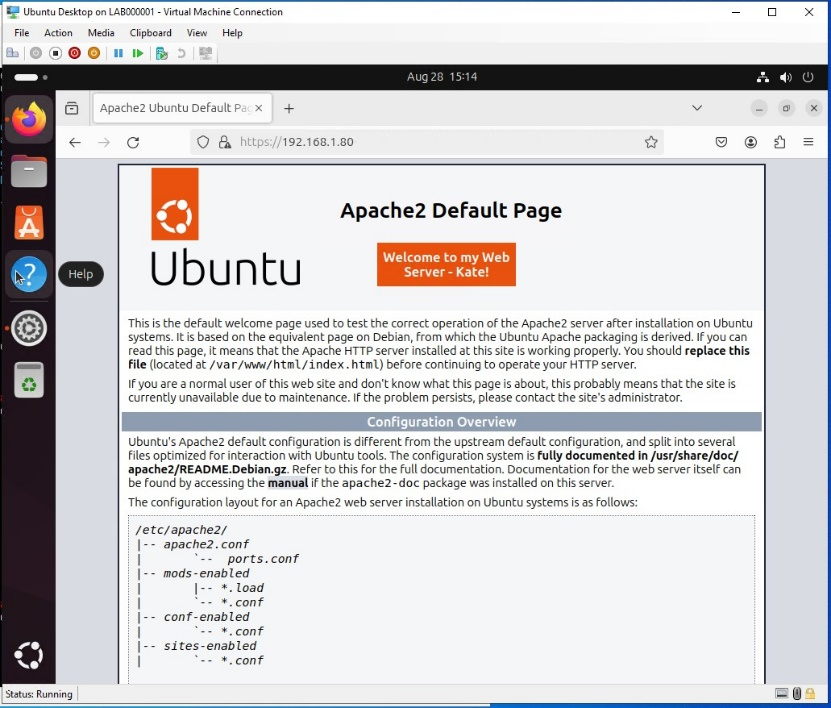 Ubuntu Desktop on LAB000001 - Virtual Machine Connection
File Action Media Clipboard View Help
Aug 28 15:14
Apache2 Ubuntu Default Pag
https://192.168.1.80
Apache2 Default Page
Ubuntu
Welcome to my Web
Server - Kate!
Help
This is the default welcome page used to test the correct operation of the Apache2 server after installation on Ubuntu
systems. It is based on the equivalent page on Debian, from which the Ubuntu Apache packaging is derived. If you can
read this page, it means that the Apache HTTP server installed at this site is working properly. You should replace this
file (located at /var/www/html/index.html) before continuing to operate your HTTP server.
If you are a normal user of this web site and don't know what this page is about, this probably means that the site is
currently unavailable due to maintenance. If the problem persists, please contact the site's administrator.
Configuration Overview
Ubuntu's Apache2 default configuration is different from the upstream default configuration, and split into several
files optimized for interaction with Ubuntu tools. The configuration system is fully documented in /usr/share/doc/
apache2/README.Debian.gz. Refer to this for the full documentation. Documentation for the web server itself can
be found by accessing the manual if the apache2-doc package was installed on this server.
The configuration layout for an Apache2 web server installation on Ubuntu systems is as follows:
/etc/apache2/
|-- apache2.conf
|       `--  ports.conf
|-- mods-enabled
|       |-- *.load
|       `-- *.conf
|-- conf-enabled
|       `-- *.conf
|-- sites-enabled
|       `-- *.conf
Status: Running